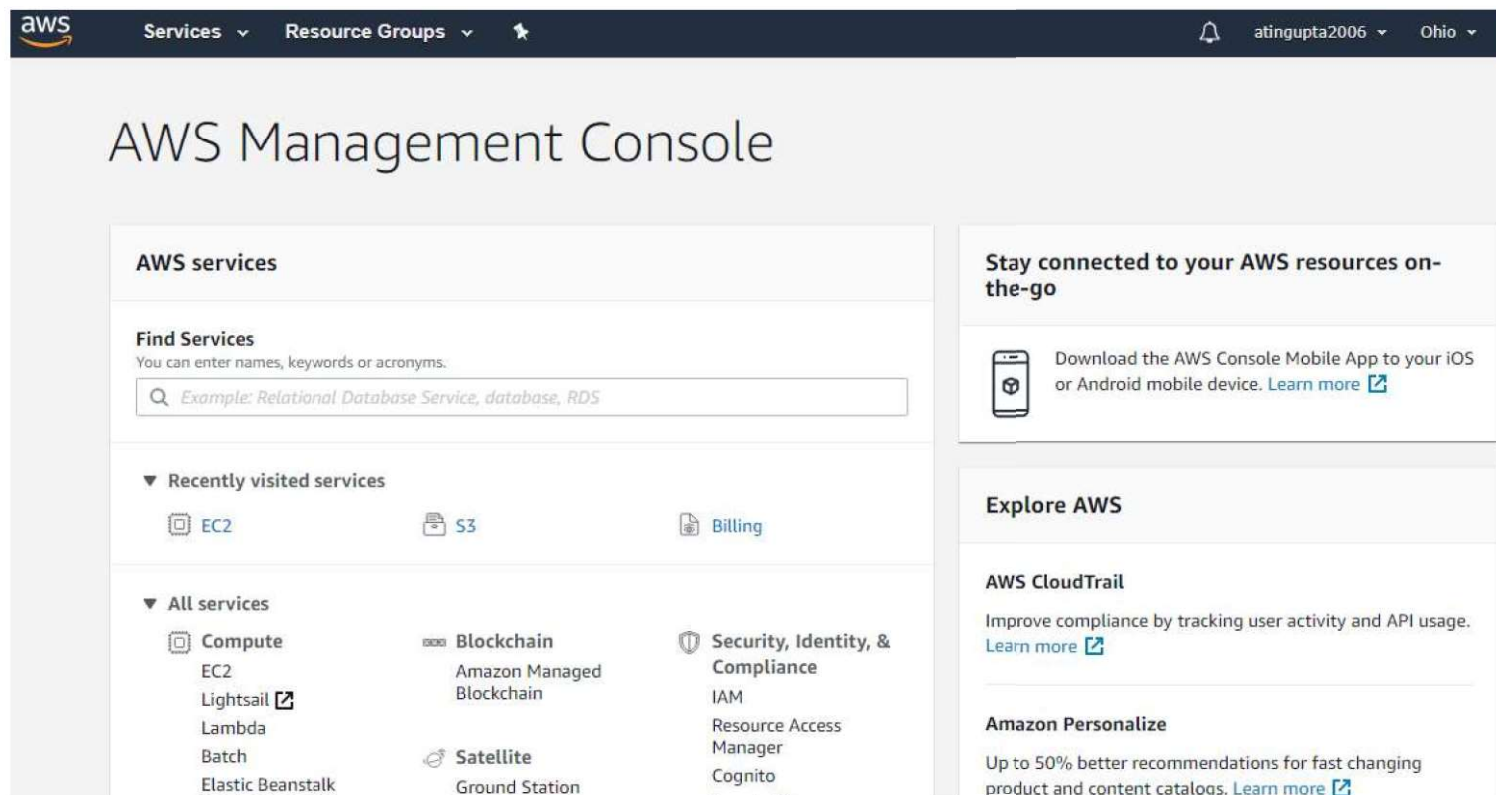 aws
Services
Resource Groups
atingupta2006
Ohio
AWS Management Console
AWS services
Find Services
You can enter names, keywords or acronyms.
Example: Relational Database Service, database, RDS
Recently visited services
EC2
S3
Billing
All services
Compute
EC2
Lightsail
Lambda
Batch
Elastic Beanstalk
Blockchain
Amazon Managed
Blockchain
Satellite
Ground Station
Security, Identity, &
Compliance
IAM
Resource Access
Manager
Cognito
Stay connected to your AWS resources on-
the-go
Download the AWS Console Mobile App to your iOS
or Android mobile device. Learn more
Explore AWS
AWS CloudTrail
Improve compliance by tracking user activity and API usage.
Learn more
Amazon Personalize
Up to 50% better recommendations for fast changing
product and content catalogs. Learn more